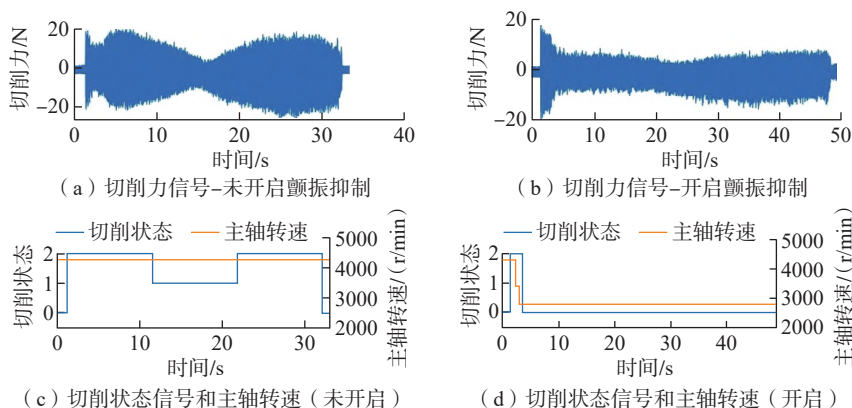 切削力/N
20
0
−20
0
10
20
30
40
时间/s
（a）切削力信号–未开启颤振抑制
切削力/N
20
10
0
−10
20
0
10
20
30
40
50
时间/s
（b）切削力信号–开启颤振抑制
切削状态 主轴转速
切削状态
2
1
0
5000
4000
3000
2000
主轴转速/(r/min)
0
10
20
30
时间/s
（c）切削状态信号和主轴转速（未开启）
切削状态 主轴转速
切削状态
2
1
0
5000
4000
3000
2000
主轴转速/(r/min)
0
20
40
时间/s
（d）切削状态信号和主轴转速（开启）